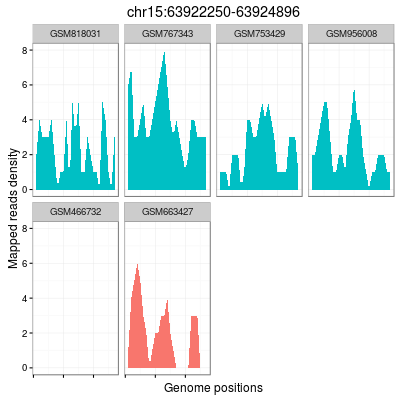 chr15:63922250-63924896
GSM818031 GSM767343 GSM753429 GSM956008
8
6
4
2
0
GSM466732 GSM663427
8
6
4
2
0
Mapped reads density
Genome positions